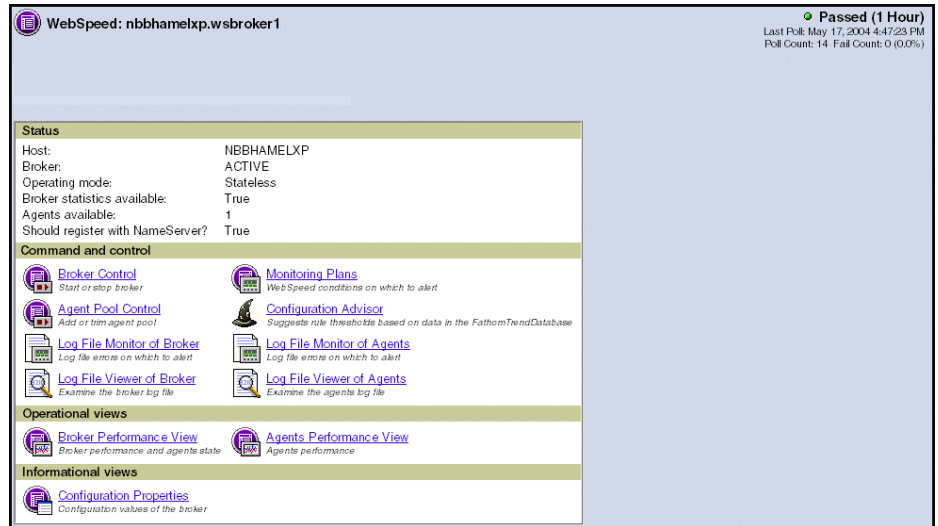 WebSpeed: nbbhamelxp.wsbroker1
Passed (1 Hour)
Last Poll: May 17, 2004 4:47:23 PM
Poll Count: 14 Fail Count: 0 (0.0%)
Status
Host: NBBHAMELXP
Broker: ACTIVE
Operating mode: Stateless
Broker statistics available: True
Agents available: 1
Should register with NameServer? True
Command and control
Broker Control
Start or stop broker
Monitoring Plans
WebSpeed conditions on which to alert
Agent Pool Control
Add or trim agent pool
Configuration Advisor
Suggests rule thresholds based on data in the FathomTrendDatabase
Log File Monitor of Broker
Log file errors on which to alert
Log File Monitor of Agents
Log file errors on which to alert
Log File Viewer of Broker
Examine the broker log file
Log File Viewer of Agents
Examine the agents log file
Operational views
Broker Performance View
Broker performance and agents state
Agents Performance View
Agents performance
Informational views
Configuration Properties
Configuration values of the broker